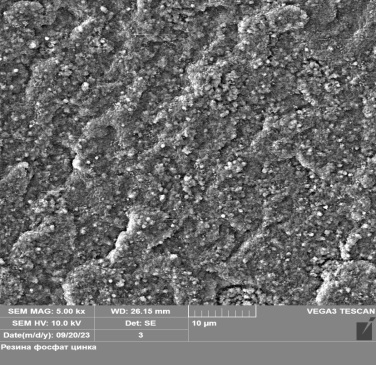 SEM MAG: 5.00 kx
WD: 26.15 mm
VEGA3 TESCAN
SEM HV: 10.0 kV
Det: SE
10 µm
Date(m/d/y): 09/20/23
3
Резина фосфат цинка